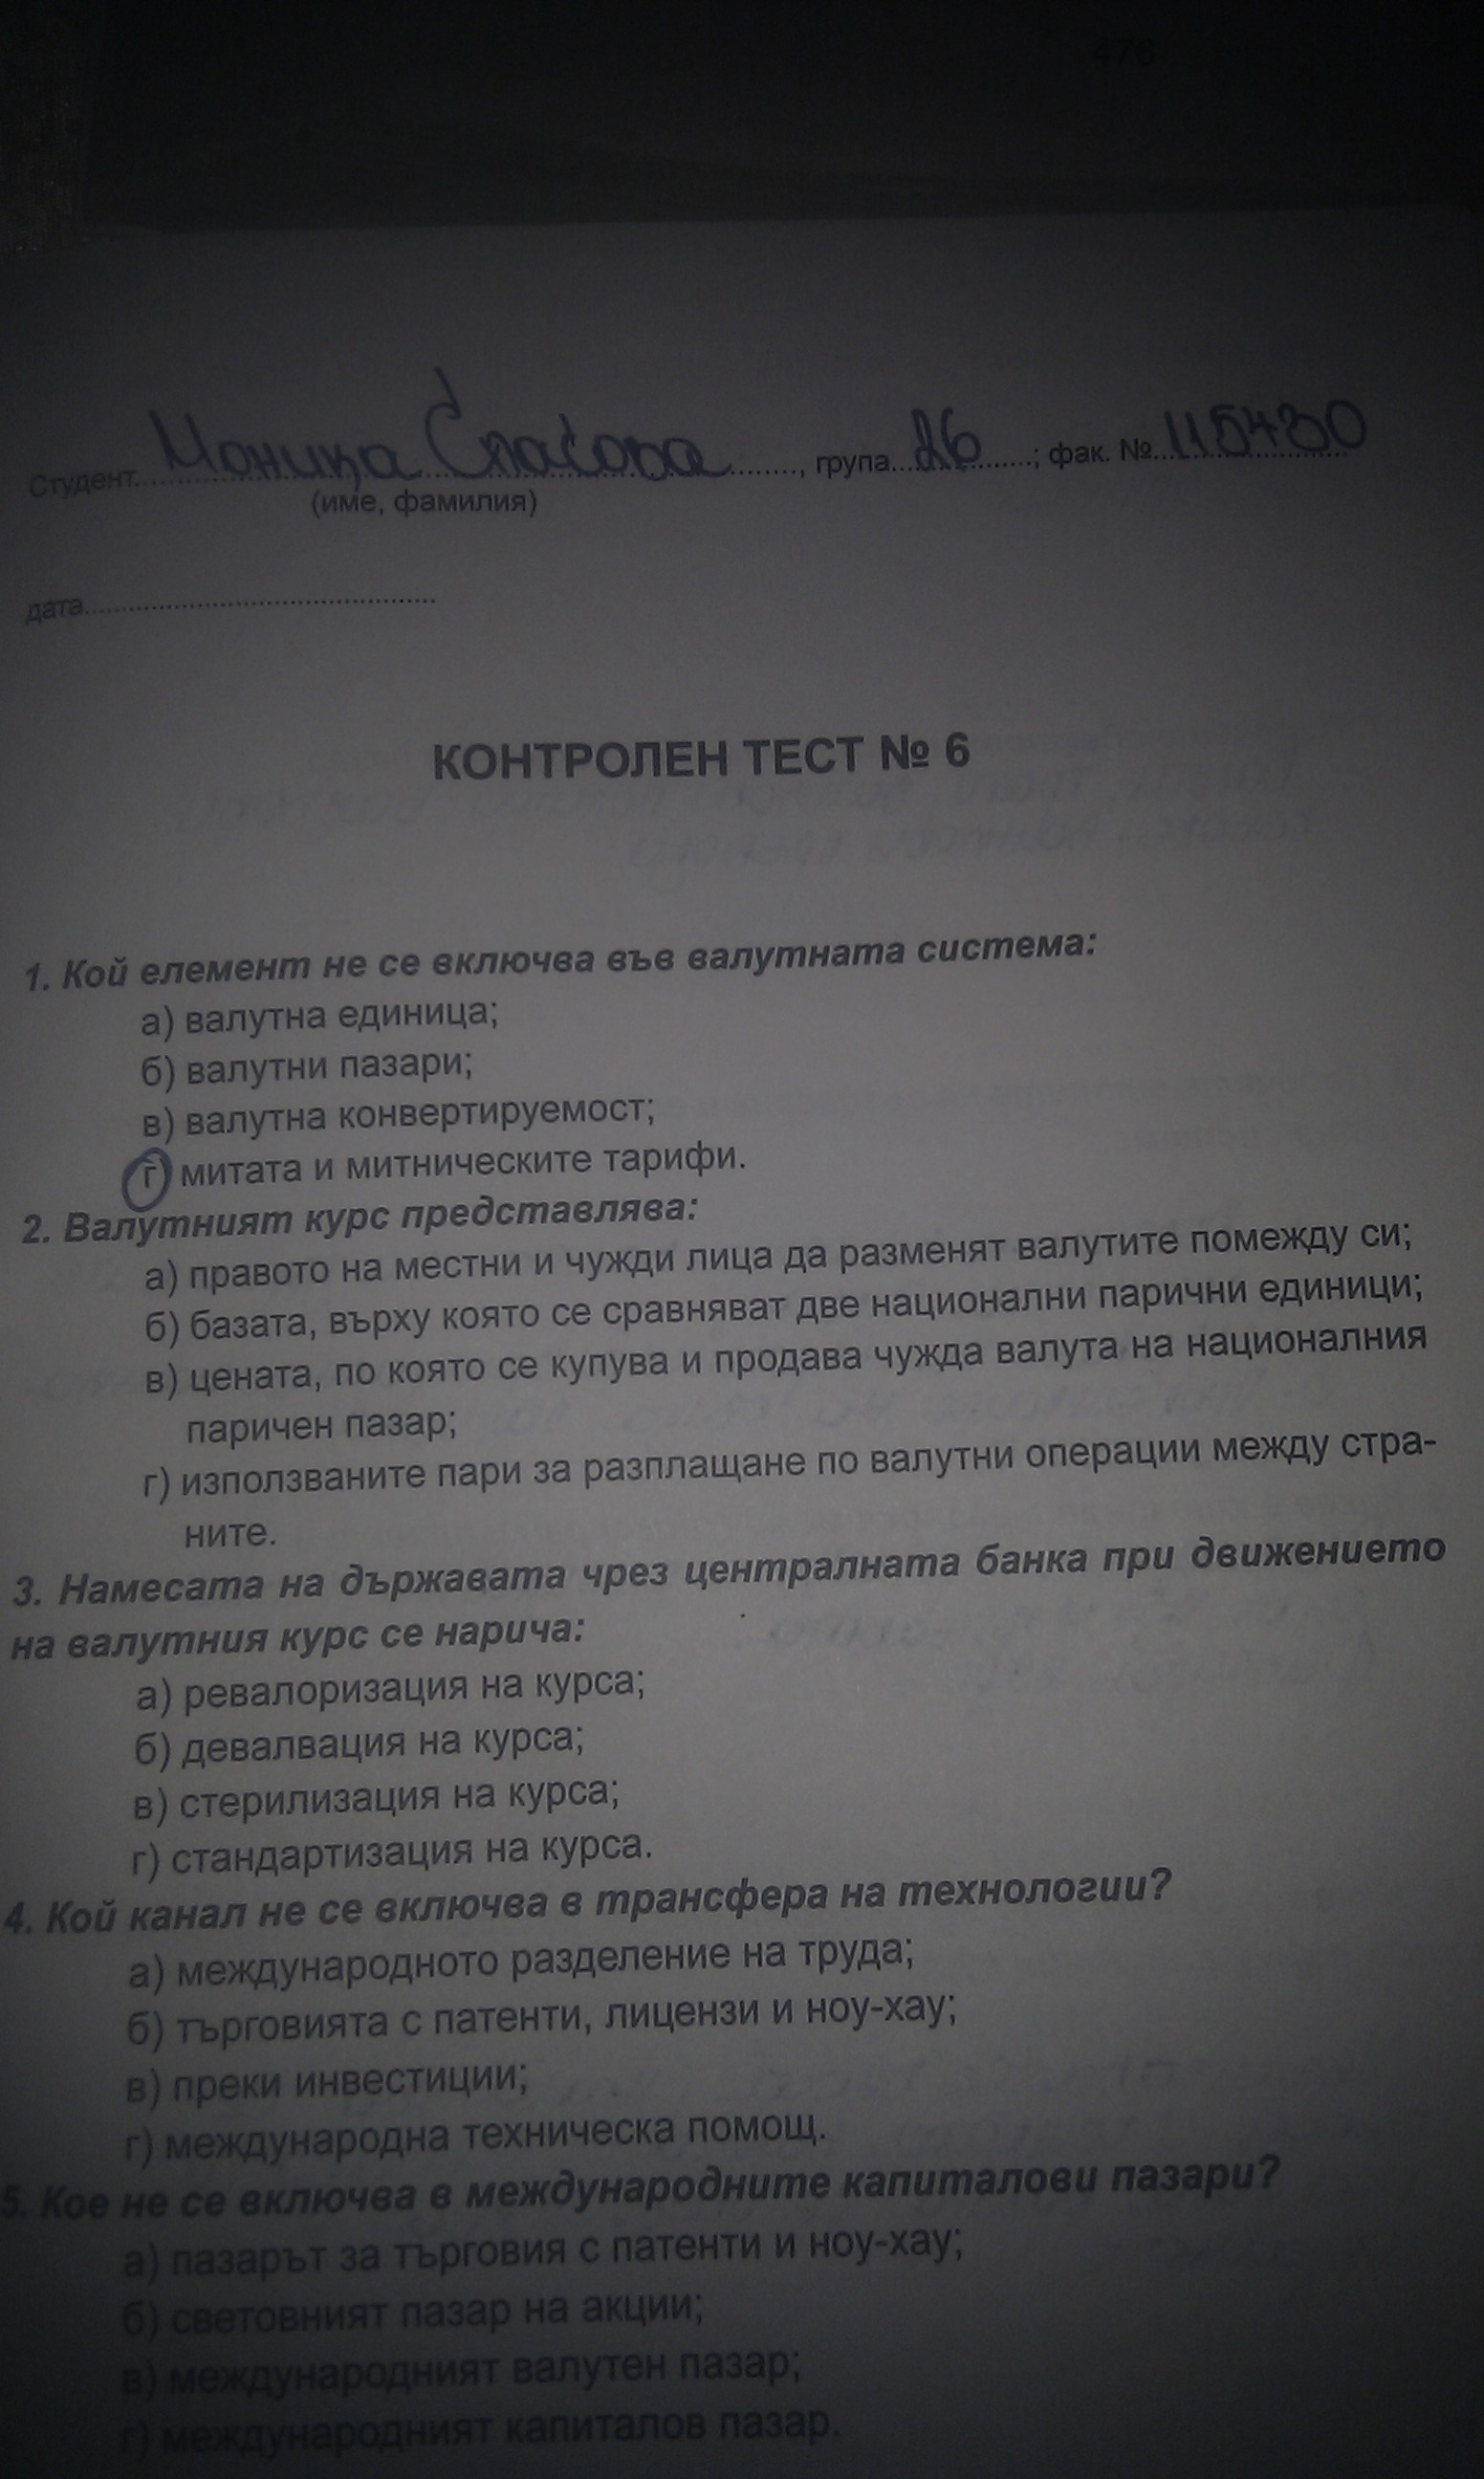 476
Студент Моника Спасова, група 26; фак. № 115430
(име, фамилия)
дата
КОНТРОЛЕН ТЕСТ № 6
1. Кой елемент не се включва във валутната система:
а) валутна единица;
б) валутни пазари;
в) валутна конвертируемост;
г) митата и митническите тарифи.
2. Валутният курс представлява:
а) правото на местни и чужди лица да разменят валутите помежду си;
б) базата, върху която се сравняват две национални парични единици;
в) цената, по която се купува и продава чужда валута на националния
паричен пазар;
г) използваните пари за разплащане по валутни операции между стра-
ните.
3. Намесата на държавата чрез централната банка при движението
на валутния курс се нарича:
а) ревалоризация на курса;
б) девалвация на курса;
в) стерилизация на курса;
г) стандартизация на курса.
4. Кой канал не се включва в трансфера на технологии?
а) международното разделение на труда;
б) търговията с патенти, лицензи и ноу-хау;
в) преки инвестиции;
г) международна техническа помощ.
5. Кое не се включва в международните капиталови пазари?
а) пазарът за търговия с патенти и ноу-хау;
б) световният пазар на акции;
в) международният валутен пазар;
г) международният капиталов пазар.